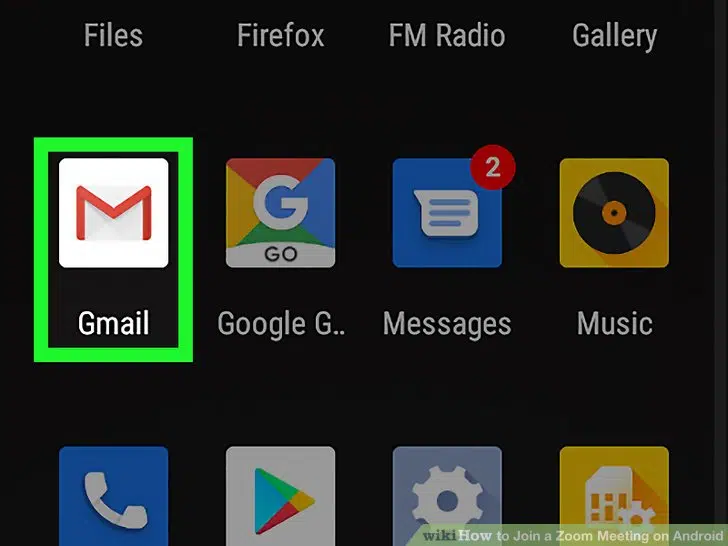 Files
Firefox
FM Radio
Gallery
2
GO
Gmail
Google G..
Messages
Music
wikiHow to Join a Zoom Meeting on Android